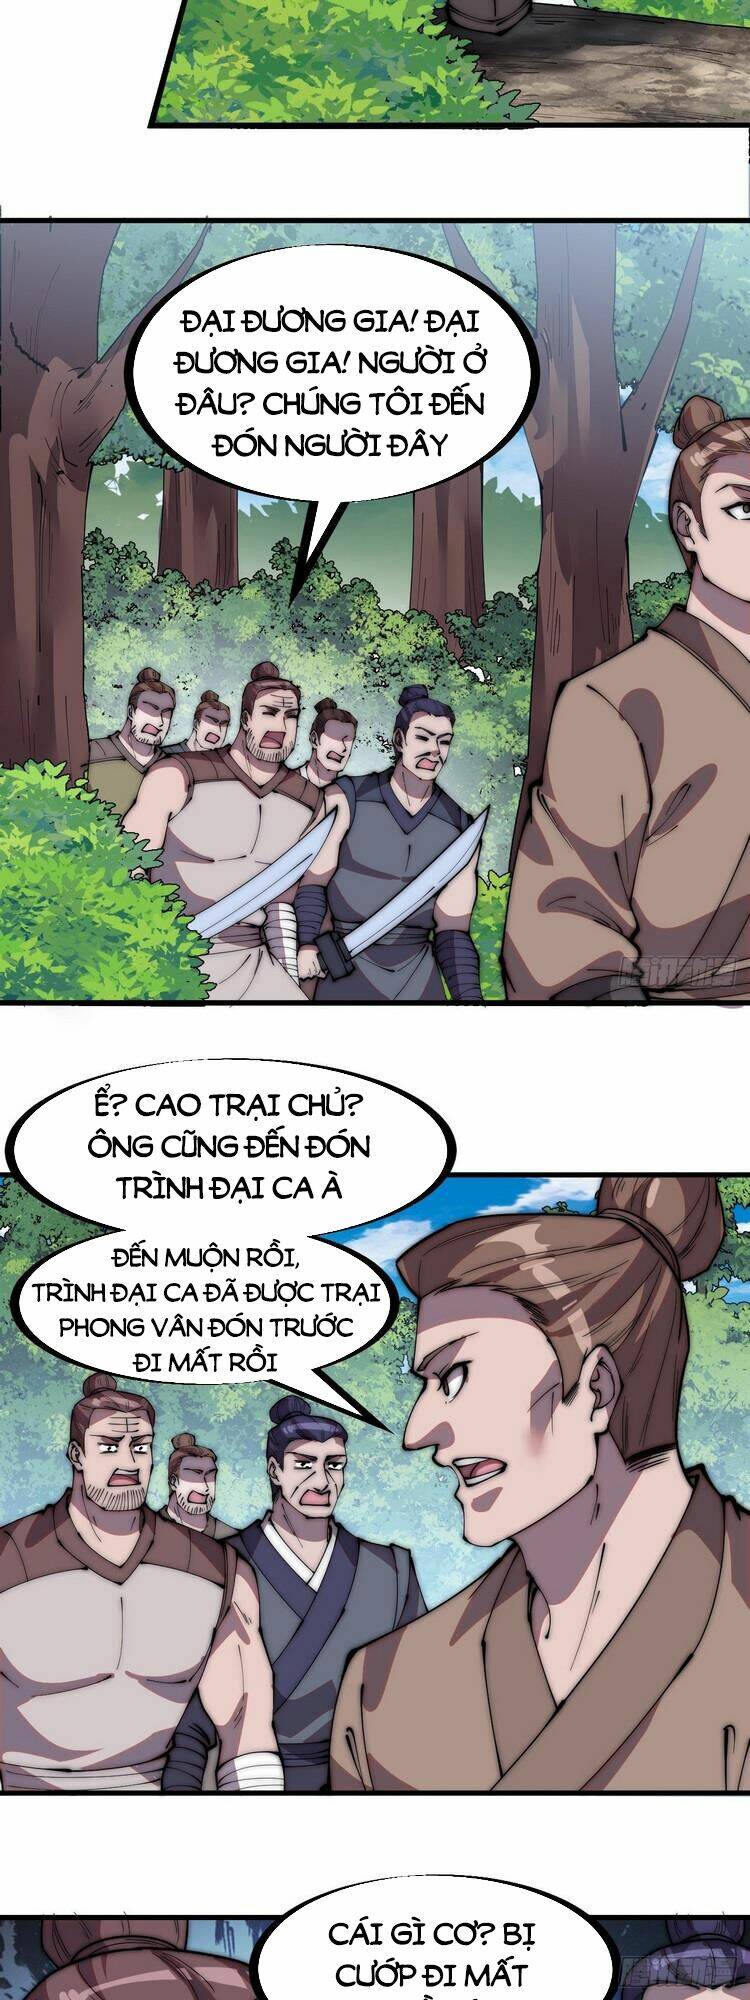 ĐẠI ĐƯƠNG GIA! ĐẠI
ĐƯƠNG GIA! NGƯỜI Ở
ĐÂU? CHÚNG TÔI ĐẾN
ĐÓN NGƯỜI ĐÂY
Ể? CAO TRẠI CHỦ?
ÔNG CŨNG ĐẾN ĐÓN
TRÌNH ĐẠI CA À
ĐẾN MUỘN RỒI,
TRÌNH ĐẠI CA ĐÃ ĐƯỢC TRẠI
PHONG VÂN ĐÓN TRƯỚC
ĐI MẤT RỒI
CÁI GÌ CƠ? BỊ
CƯỚP ĐI MẤT